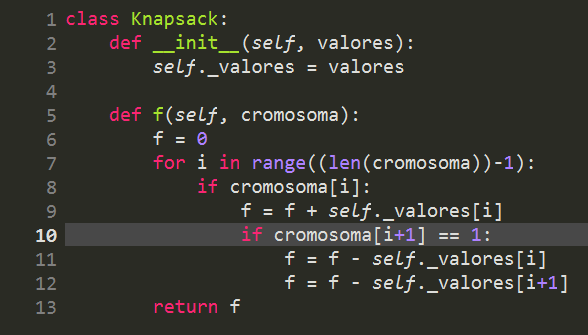 1 class Knapsack:
2     def __init__(self, valores):
3         self._valores = valores
4
5     def f(self, cromosoma):
6         f = 0
7         for i in range((len(cromosoma))-1):
8             if cromosoma[i]:
9                 f = f + self._valores[i]
10                if cromosoma[i+1] == 1:
11                    f = f - self._valores[i]
12                    f = f - self._valores[i+1]
13        return f